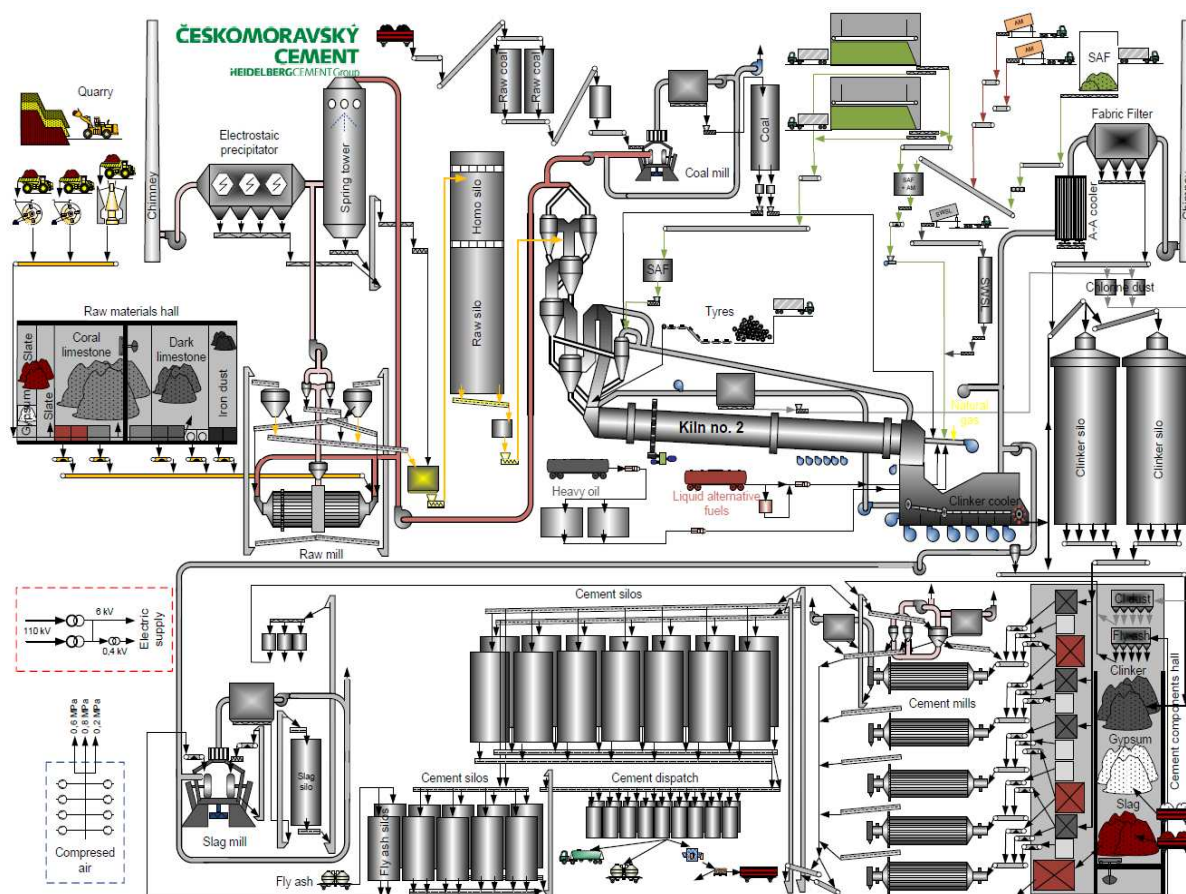 ČESKOMORAVSKÝ
CEMENT
HEIDELBERGCEMENT Group
Quarry
Chimney
Electrostaic
precipitator
Spring tower
Raw coal
Raw coal
Coal mill
Coal
Homo silo
Raw silo
SAF
SAF
+ AM
AM
AM
SAF
Fabric Filter
A-A cooler
Chlorine dust
SWSL
SWSL
SAF
Tyres
Raw materials hall
Gypsum
Slate
Slate
Coral
limestone
Dark
limestone
Iron dust
Raw mill
Kiln no. 2
Natural
gas
Heavy oil
Liquid alternative
fuels
Clinker cooler
Clinker silo
Clinker silo
110 kV
6 kV
0,4 kV
Electric
supply
0,6 MPa
0,8 MPa
0,2 MPa
Compresed
air
Slag mill
Slag
silo
Cement silos
Cement silos
Fly ash silos
Fly ash
Cement dispatch
Cement mills
Cl dust
Fly ash
Clinker
Gypsum
Slag
Cement components hall